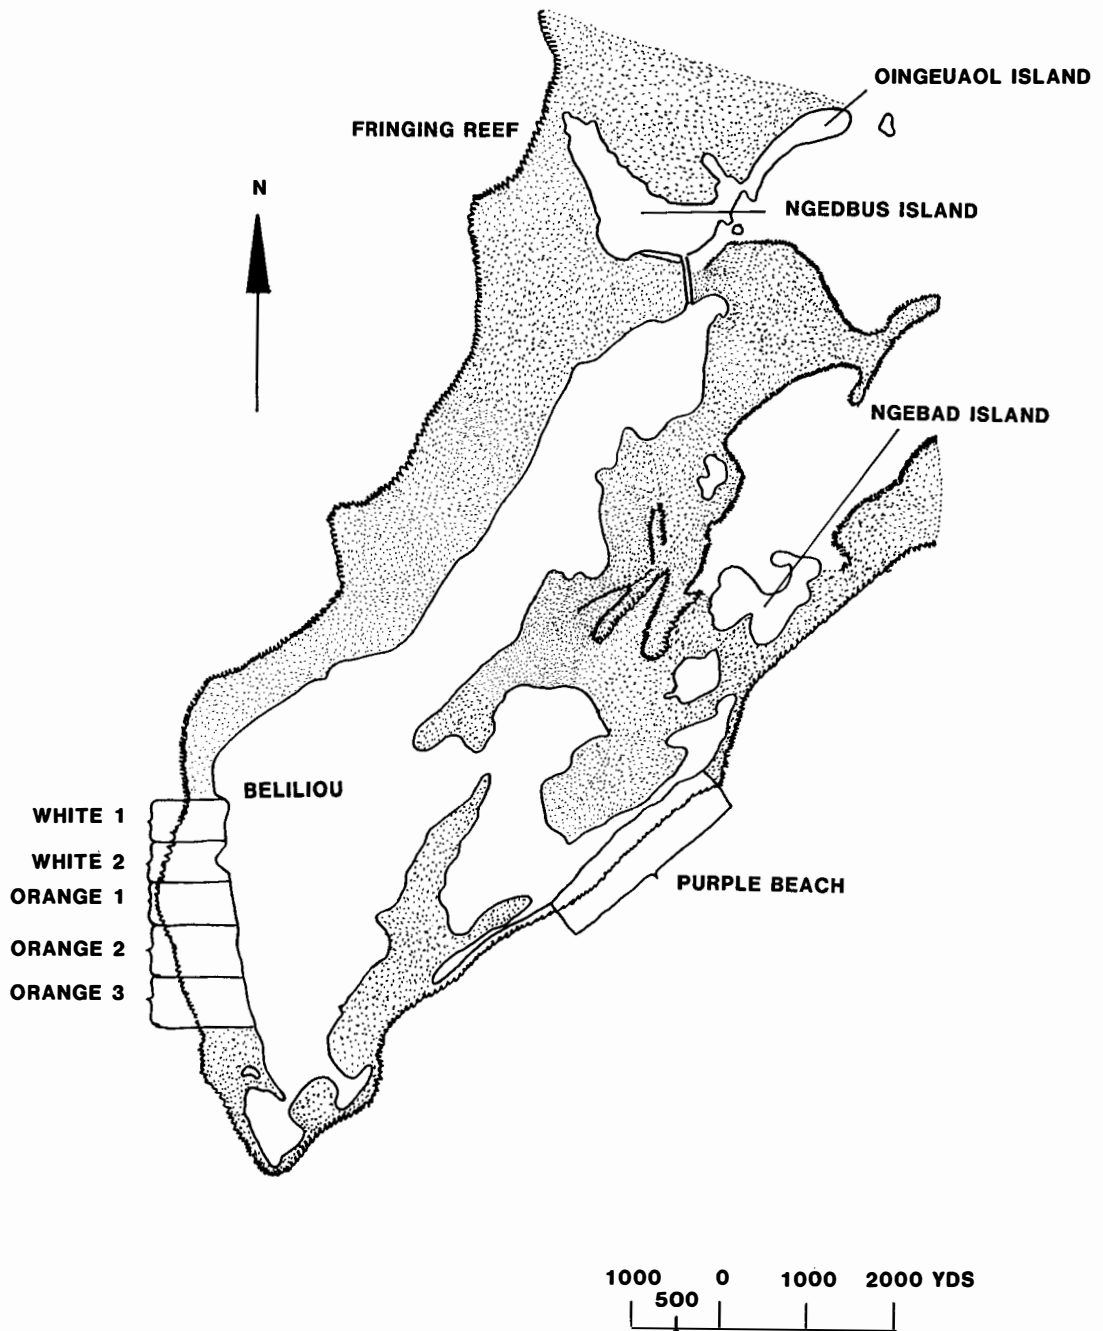 OINGEUAOL ISLAND
FRINGING REEF
N
NGEDBUS ISLAND
NGEBAD ISLAND
BELILIOU
WHITE 1
WHITE 2
ORANGE 1
PURPLE BEACH
ORANGE 2
ORANGE 3
1000 0 1000 2000 YDS
500